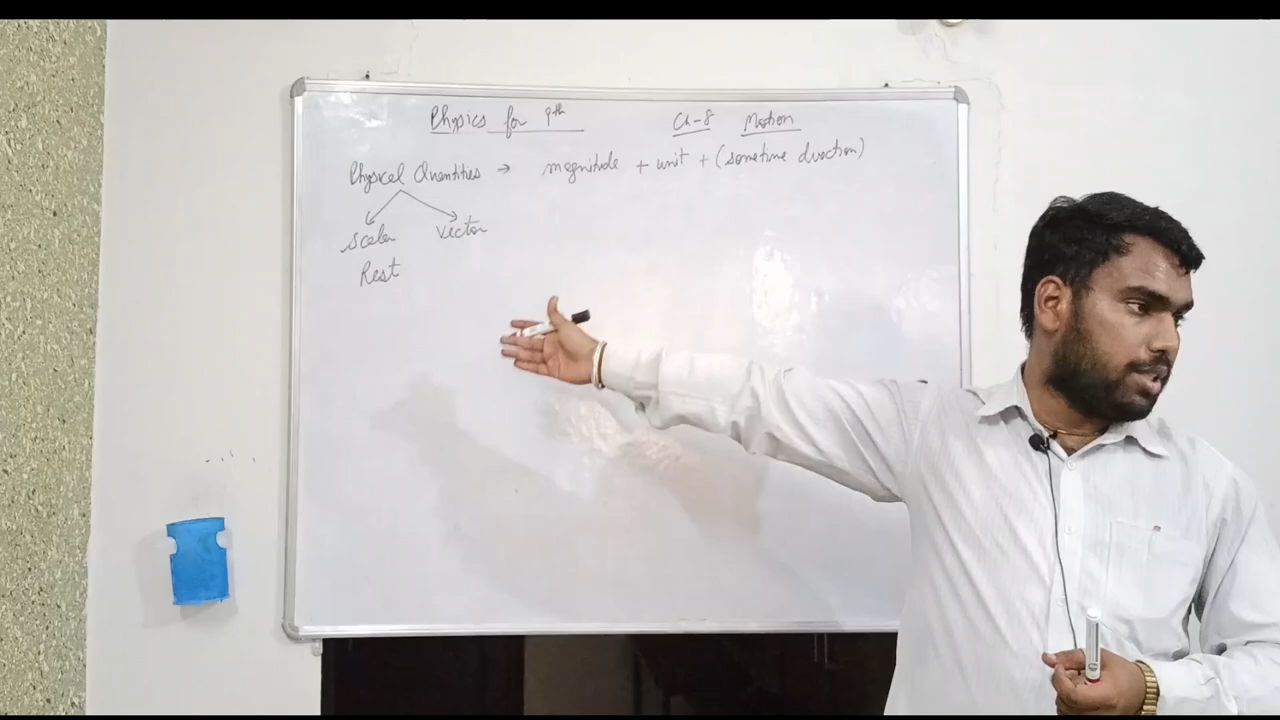 Physics for 9th Ch-8 Motion
Physical Quantities → magnitude + unit + (sometime direction)
Scalar vector
Rest